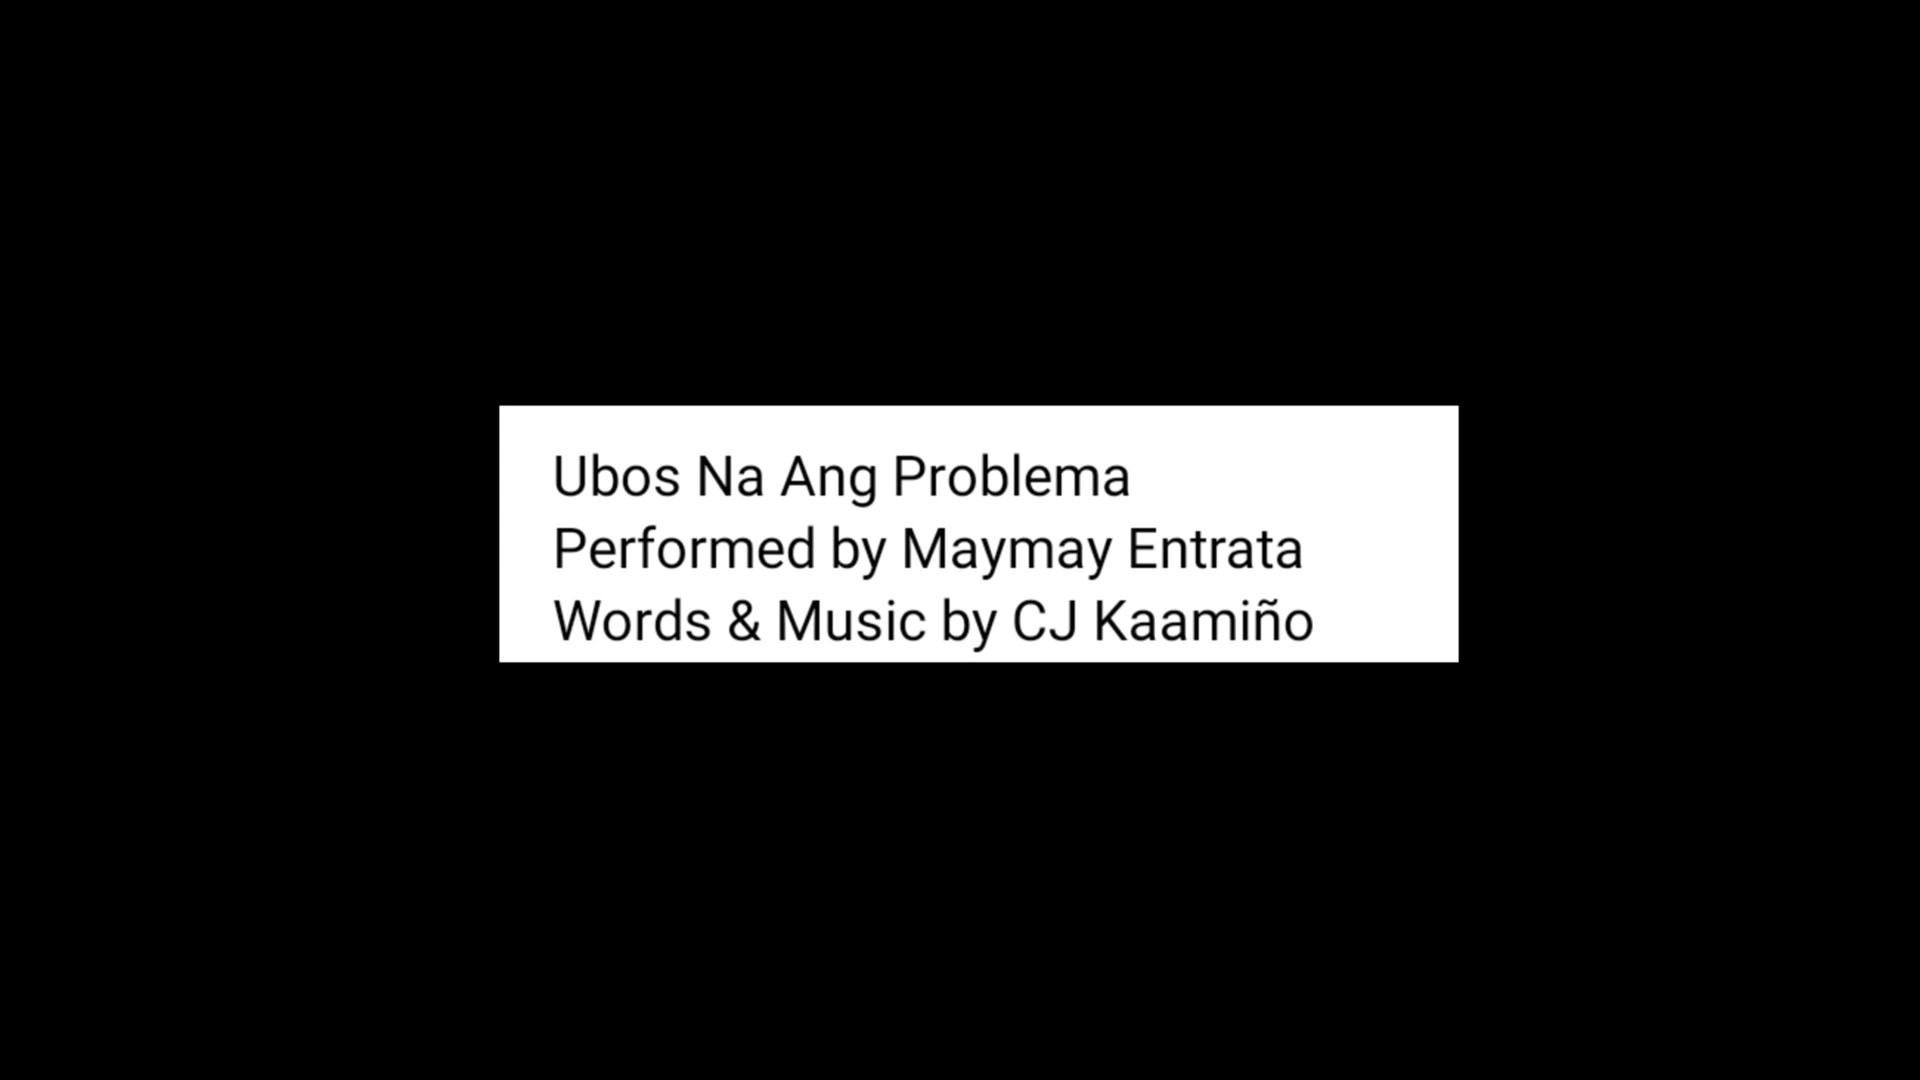 Ubos Na Ang Problema
Performed by Maymay Entrata
Words & Music by CJ Kaamiño